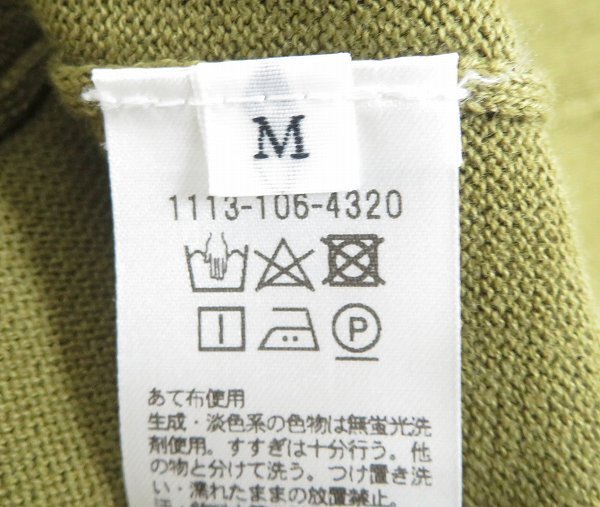 M
1113-106-4320
P
あて布使用
生成・淡色系の色物は無蛍光洗
剤使用。すすぎは十分行う。他
の物と分けて洗う。つけ置き洗
い・濡れたままの放置禁止。